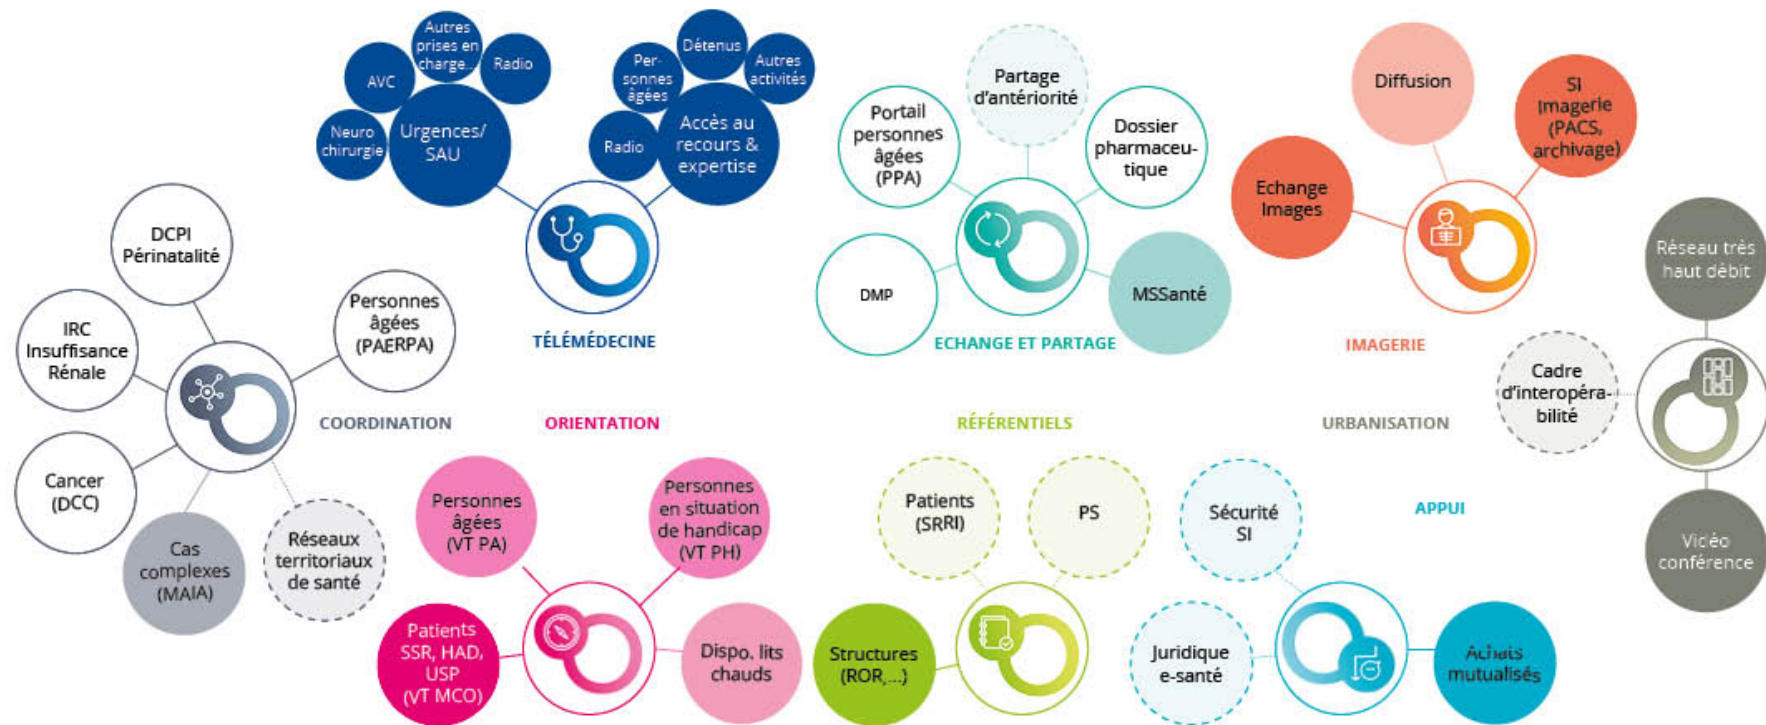 Autres
prises en
charge...
AVC
Radio
Neuro
chirurgie
Urgences/
SAU
Détenus
Per-
sonnes
âgées
Autres
activités
Radio
Accès au
recours &
expertise
TÉLÉMÉDECINE
Partage
d'antériorité
Portail
personnes
âgées
(PPA)
Dossier
pharmaceu-
tique
DMP
MSSanté
ECHANGE ET PARTAGE
Diffusion
SI
Imagerie
(PACS,
archivage)
Echange
Images
IMAGERIE
DCPI
Périnatalité
IRC
Insuffisance
Rénale
Personnes
âgées
(PAERPA)
Cancer
(DCC)
Cas
complexes
(MAIA)
Réseaux
territoriaux
de santé
COORDINATION
ORIENTATION
Personnes
âgées
(VT PA)
Personnes
en situation
de handicap
(VT PH)
Patients
SSR, HAD,
USP
(VT MCO)
Dispo. lits
chauds
RÉFÉRENTIELS
Patients
(SRRI)
PS
Structures
(ROR,...)
URBANISATION
Réseau très
haut débit
Cadre
d'interopéra-
bilité
Vidéo
conférence
APPUI
Sécurité
SI
Juridique
e-santé
Achats
mutualisés